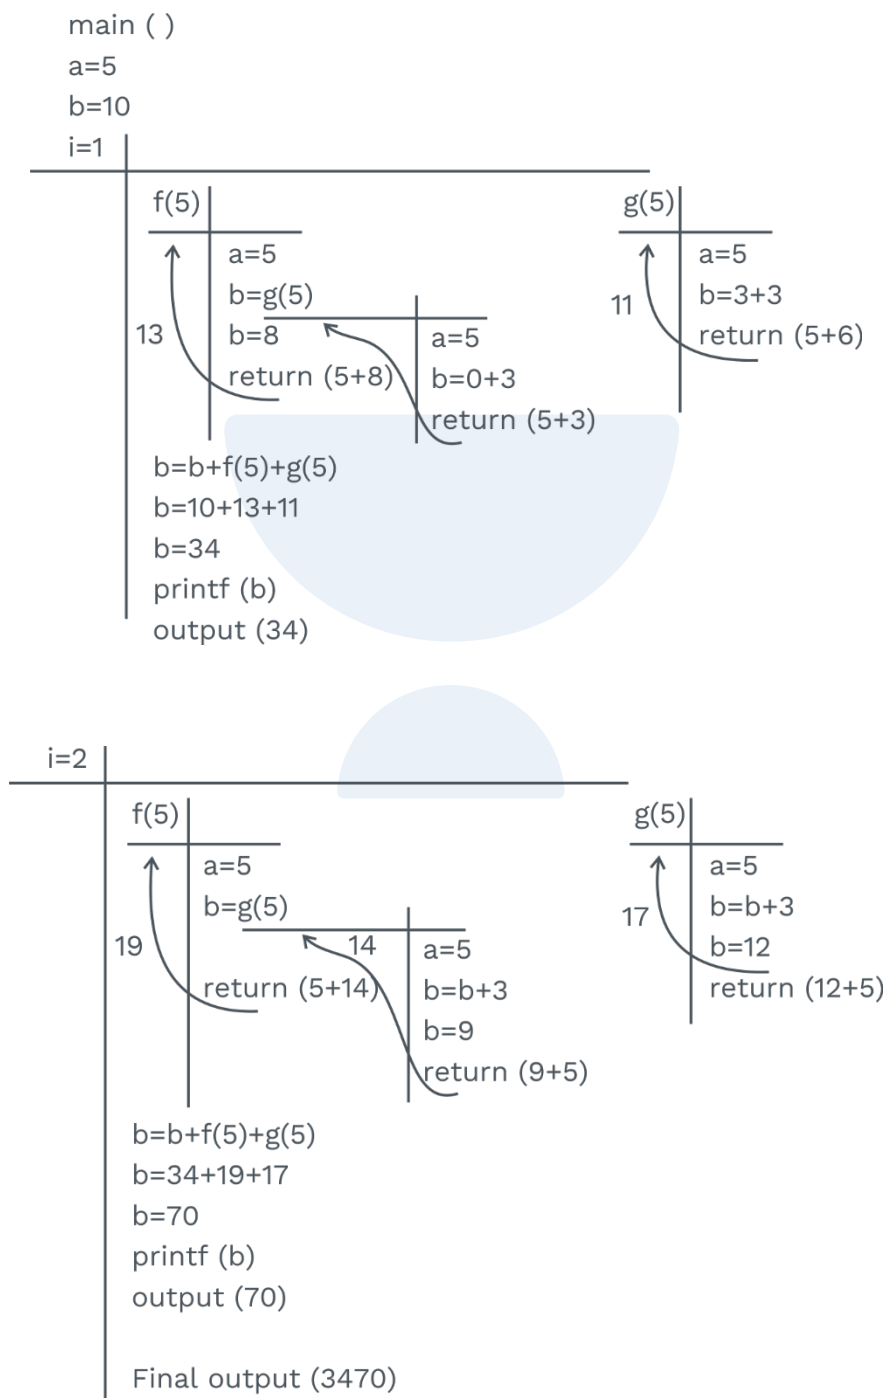 main ( )
a=5
b=10
i=1
f(5)
a=5
b=g(5)
b=8
return (5+8)
13
a=5
b=0+3
return (5+3)
g(5)
a=5
b=3+3
return (5+6)
11
b=b+f(5)+g(5)
b=10+13+11
b=34
printf (b)
output (34)
i=2
f(5)
a=5
b=g(5)
19
return (5+14)
14
a=5
b=b+3
b=9
return (9+5)
g(5)
a=5
b=b+3
17
b=12
return (12+5)
b=b+f(5)+g(5)
b=34+19+17
b=70
printf (b)
output (70)
Final output (3470)